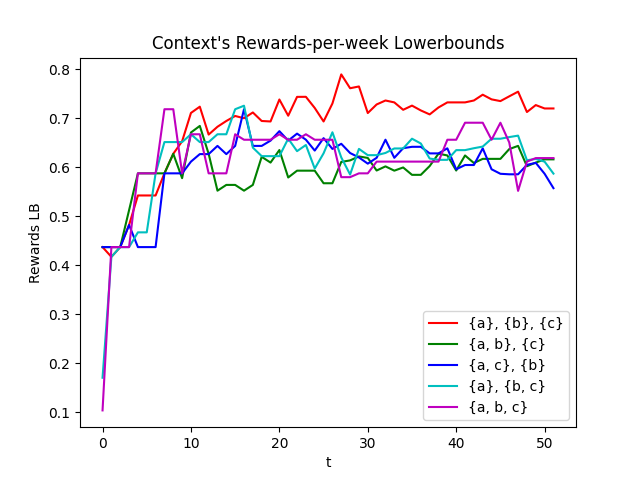 Context's Rewards-per-week Lowerbounds
0.8
0.7
0.6
0.5
0.4
0.3
0.2
0.1
Rewards LB
{a}, {b}, {c}
{a, b}, {c}
{a, c}, {b}
{a}, {b, c}
{a, b, c}
0 10 20 30 40 50
t